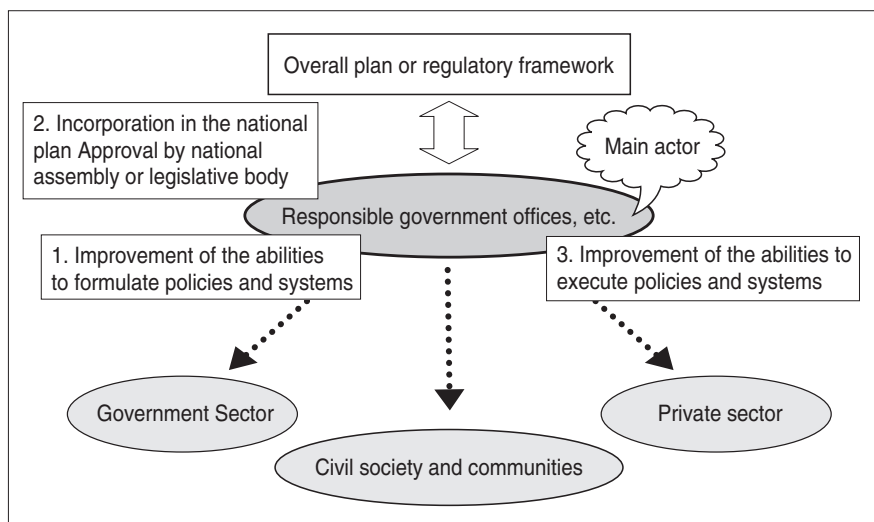 Overall plan or regulatory framework
2. Incorporation in the national
plan Approval by national
assembly or legislative body
Main actor
Responsible government offices, etc.
1. Improvement of the abilities
to formulate policies and systems
3. Improvement of the abilities to
execute policies and systems
Government Sector
Private sector
Civil society and communities